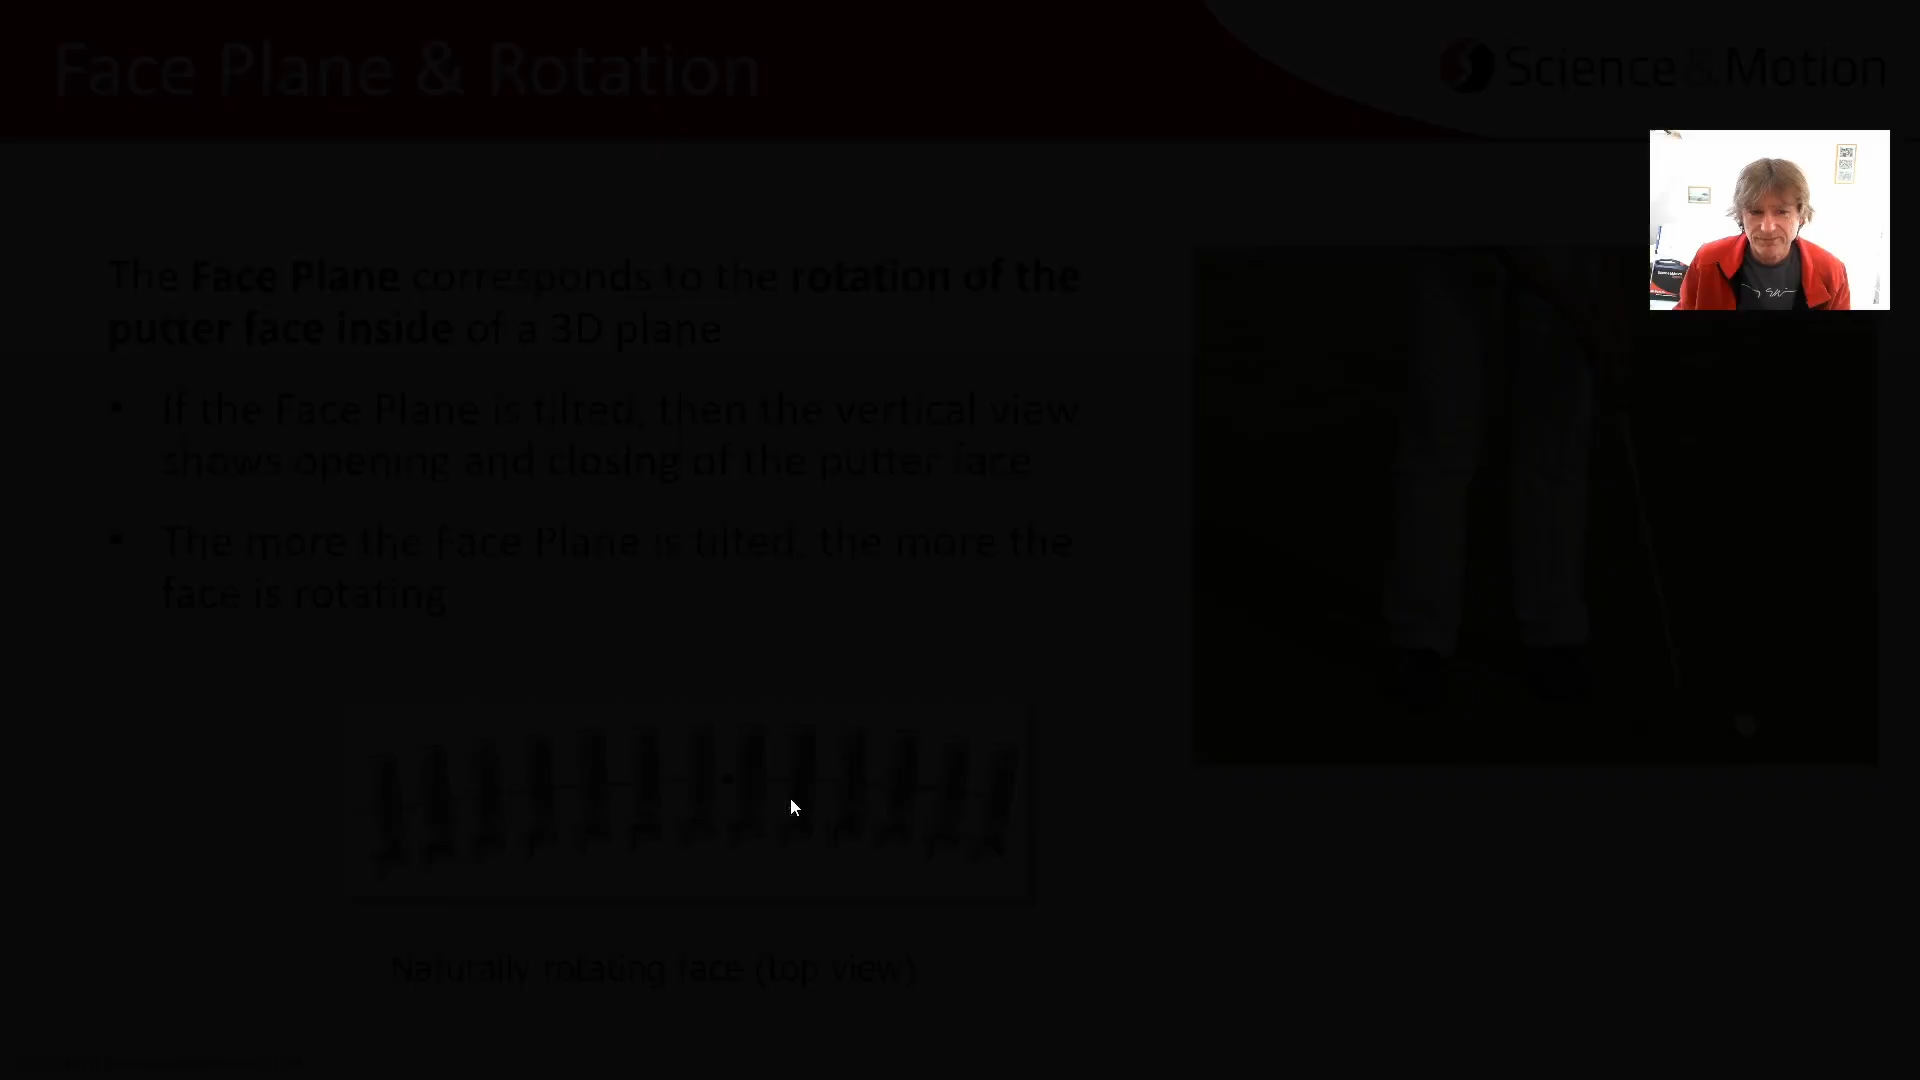 Face Plane & Rotation
Science&Motion
The Face Plane corresponds to the rotation of the
putter face inside of a 3D plane
If the Face Plane is tilted, then the vertical view
shows opening and closing of the putter face
The more the Face Plane is tilted, the more the
face is rotating
Naturally rotating face (top view)